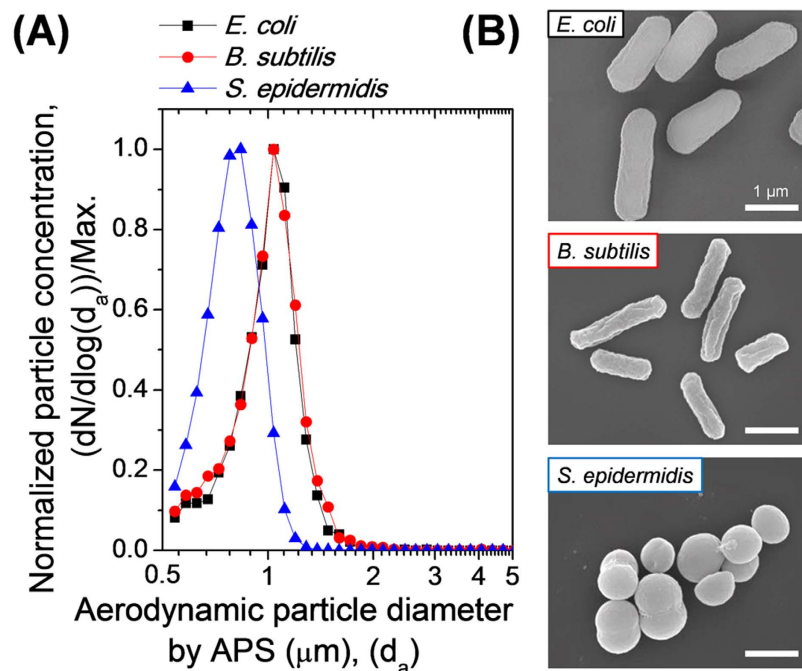 (A)
E. coli
B. subtilis
S. epidermidis
Normalized particle concentration,
(dN/dlog(dₐ))/Max.
1.0
0.8
0.6
0.4
0.2
0.0
0.5
1
2
3
4
5
Aerodynamic particle diameter
by APS (μm), (dₐ)
(B)
E. coli
1 μm
B. subtilis
S. epidermidis